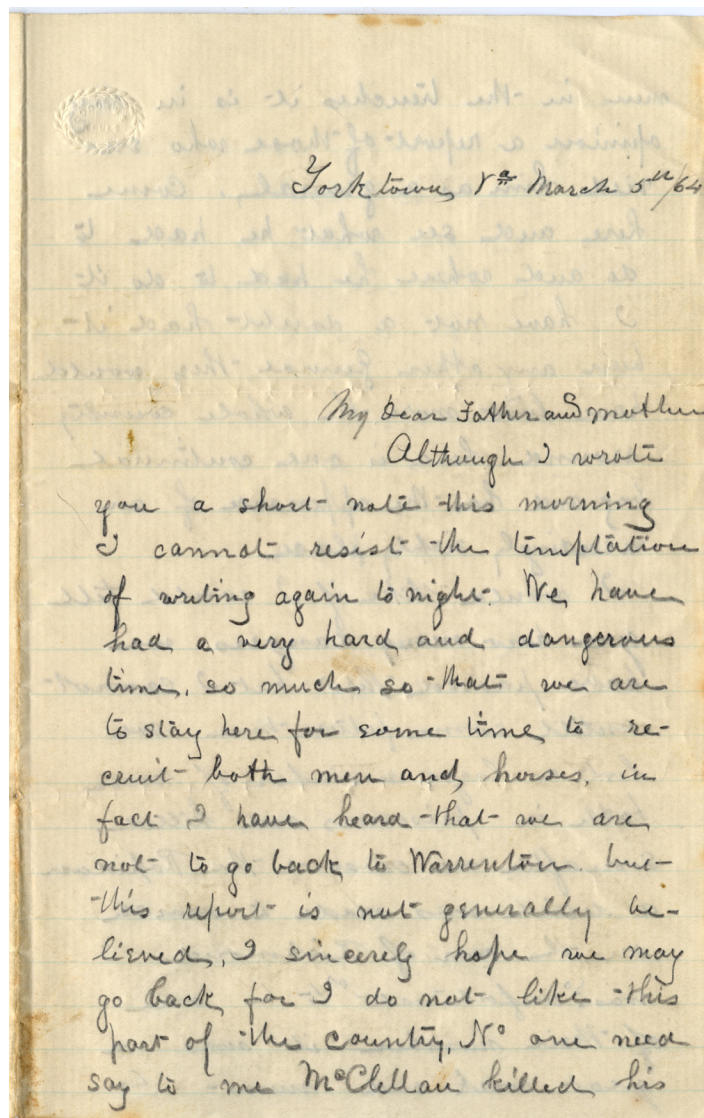 Yorktown, Va March 5th/64
My Dear Father and Mother
Although I wrote
you a short note this morning
I cannot resist the temptation
of writing again to night. We have
had a very hard and dangerous
time, so much so that we are
to stay here for some time to re-
cruit both men and horses, in
fact I have heard that we are
not to go back to Warrenton. but
this report is not generally be-
lieved, I sincerely hope we may
go back for I do not like this
part of the country, No one need
say to me McClellan killed his